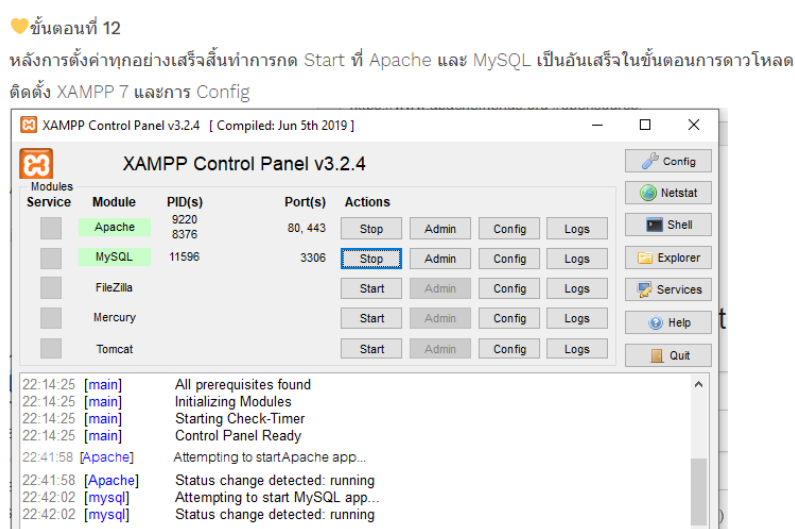 💛ขั้นตอนที่ 12
หลังการตั้งค่าทุกอย่างเสร็จสิ้นทำการกด Start ที่ Apache และ MySQL เป็นอันเสร็จในขั้นตอนการดาวโหลด
ติดตั้ง XAMPP 7 และการ Config
XAMPP Control Panel v3.2.4 [ Compiled: Jun 5th 2019 ]
XAMPP Control Panel v3.2.4
Config
Modules
Service Module PID(s) Port(s) Actions
Netstat
Apache 9220 8376 80, 443 Stop Admin Config Logs
Shell
MySQL 11596 3306 Stop Admin Config Logs
Explorer
FileZilla Start Admin Config Logs
Services
Mercury Start Admin Config Logs
Help
Tomcat Start Admin Config Logs
Quit
22:14:25 [main] All prerequisites found
22:14:25 [main] Initializing Modules
22:14:25 [main] Starting Check-Timer
22:14:25 [main] Control Panel Ready
22:41:58 [Apache] Attempting to startApache app...
22:41:58 [Apache] Status change detected: running
22:42:02 [mysql] Attempting to start MySQL app...
22:42:02 [mysql] Status change detected: running